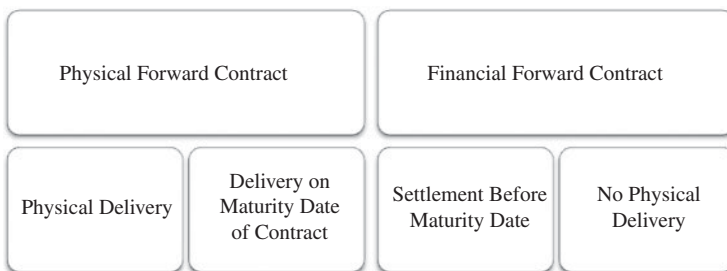 Physical Forward Contract
Financial Forward Contract
Physical Delivery
Delivery on
Maturity Date
of Contract
Settlement Before
Maturity Date
No Physical
Delivery